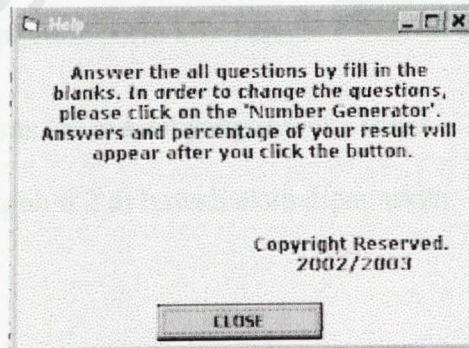 Help
Answer the all questions by fill in the
blanks. In order to change the questions,
please click on the 'Number Generator'.
Answers and percentage of your result will
appear after you click the button.
Copyright Reserved.
2002/2003
CLOSE